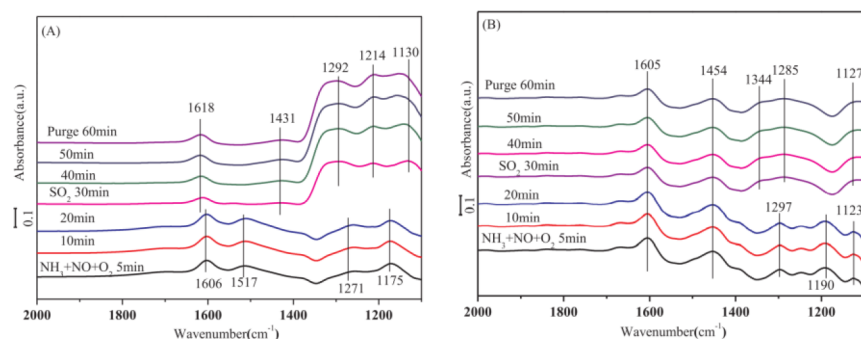 (A)
1292
1214
1130
1618
1431
Purge 60min
50min
40min
SO2 30min
20min
10min
NH3+NO+O2 5min
1606
1517
1271
1175
Absorbance(a.u.)
0.1
2000
1800
1600
1400
1200
Wavenumber(cm-1)
(B)
1605
1454
1344
1285
1127
Purge 60min
50min
40min
SO2 30min
20min
10min
NH3+NO+O2 5min
1297
1123
1190
Absorbance(a.u.)
0.1
2000
1800
1600
1400
1200
Wavenumber(cm-1)